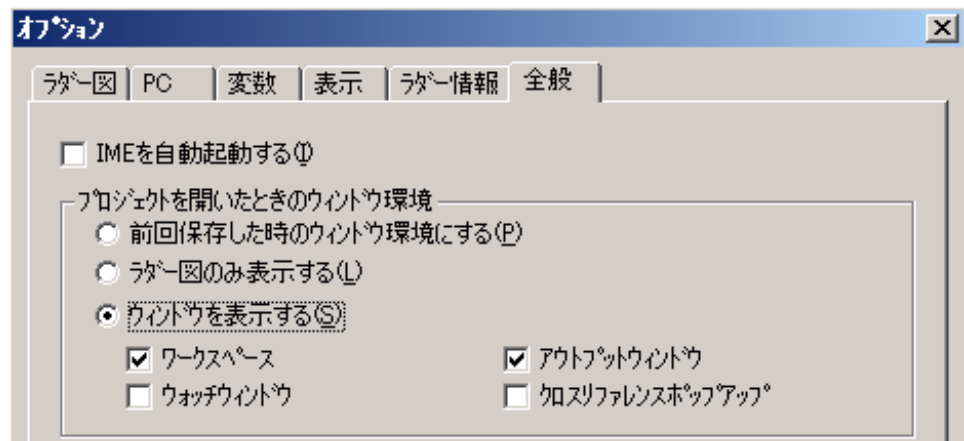 オプション
ラダー図 PC 変数 表示 ラダー情報 全般
IMEを自動起動する(I)
プロジェクトを開いたときのウィンドウ環境
前回保存した時のウィンドウ環境にする(P)
ラダー図のみ表示する(L)
ウィンドウを表示する(S)
ワークスペース アウトプットウィンドウ
ウォッチウィンドウ クロスリファレンスポップアップ